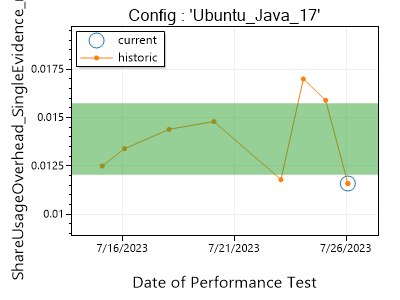 Config : 'Ubuntu_Java_17'
current
historic
ShareUsageOverhead_SingleEvidence_
0.0175
0.015
0.0125
0.01
7/16/2023
7/21/2023
7/26/2023
Date of Performance Test